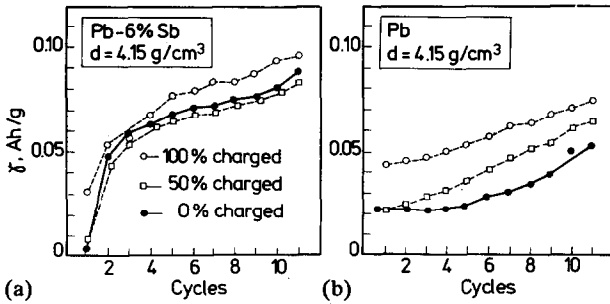 Pb-6% Sb
d = 4.15 g/cm³
0.10
0.05
0
γ, Ah/g
100% charged
50% charged
0% charged
2 4 6 8 10
(a) Cycles
Pb
d = 4.15 g/cm³
0.10
0.05
0
2 4 6 8 10
(b) Cycles